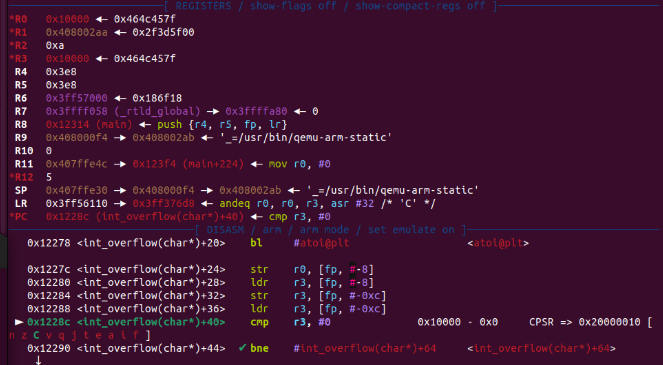 [ REGISTERS / show-flags off / show-compact-regs off ]
*R0 0x10000 ◂— 0x464c457f
*R1 0x408002aa ◂— 0x2f3d5f00
*R2 0xa
*R3 0x10000 ◂— 0x464c457f
R4 0x3e8
R5 0x3e8
R6 0x3ff57000 ◂— 0x186f18
R7 0x3ffff058 (_rtld_global) —▸ 0x3ffffa80 ◂— 0
R8 0x12314 (main) ◂— push {r4, r5, fp, lr}
R9 0x408000f4 —▸ 0x408002ab ◂— '_=/usr/bin/qemu-arm-static'
R10 0
R11 0x407ffe4c —▸ 0x123f4 (main+224) ◂— mov r0, #0
*R12 5
SP 0x407ffe30 —▸ 0x408000f4 —▸ 0x408002ab ◂— '_=/usr/bin/qemu-arm-static'
LR 0x3ff56110 —▸ 0x3ff376d8 ◂— andeq r0, r0, r3, asr #32 /* 'C' */
*PC 0x1228c (int_overflow(char*)+40) ◂— cmp r3, #0
[ DISASM / arm / arm mode / set emulate on ]
0x12278 <int_overflow(char*)+20> bl #atoi@plt <atoi@plt>
0x1227c <int_overflow(char*)+24> str r0, [fp, #-8]
0x12280 <int_overflow(char*)+28> ldr r3, [fp, #-8]
0x12284 <int_overflow(char*)+32> str r3, [fp, #-0xc]
0x12288 <int_overflow(char*)+36> ldr r3, [fp, #-0xc]
► 0x1228c <int_overflow(char*)+40> cmp r3, #0 0x10000 - 0x0 CPSR => 0x20000010 [
n z C v q j t e a i f ]
0x12290 <int_overflow(char*)+44> ✔ bne #int_overflow(char*)+64 <int_overflow(char*)+64>
↓